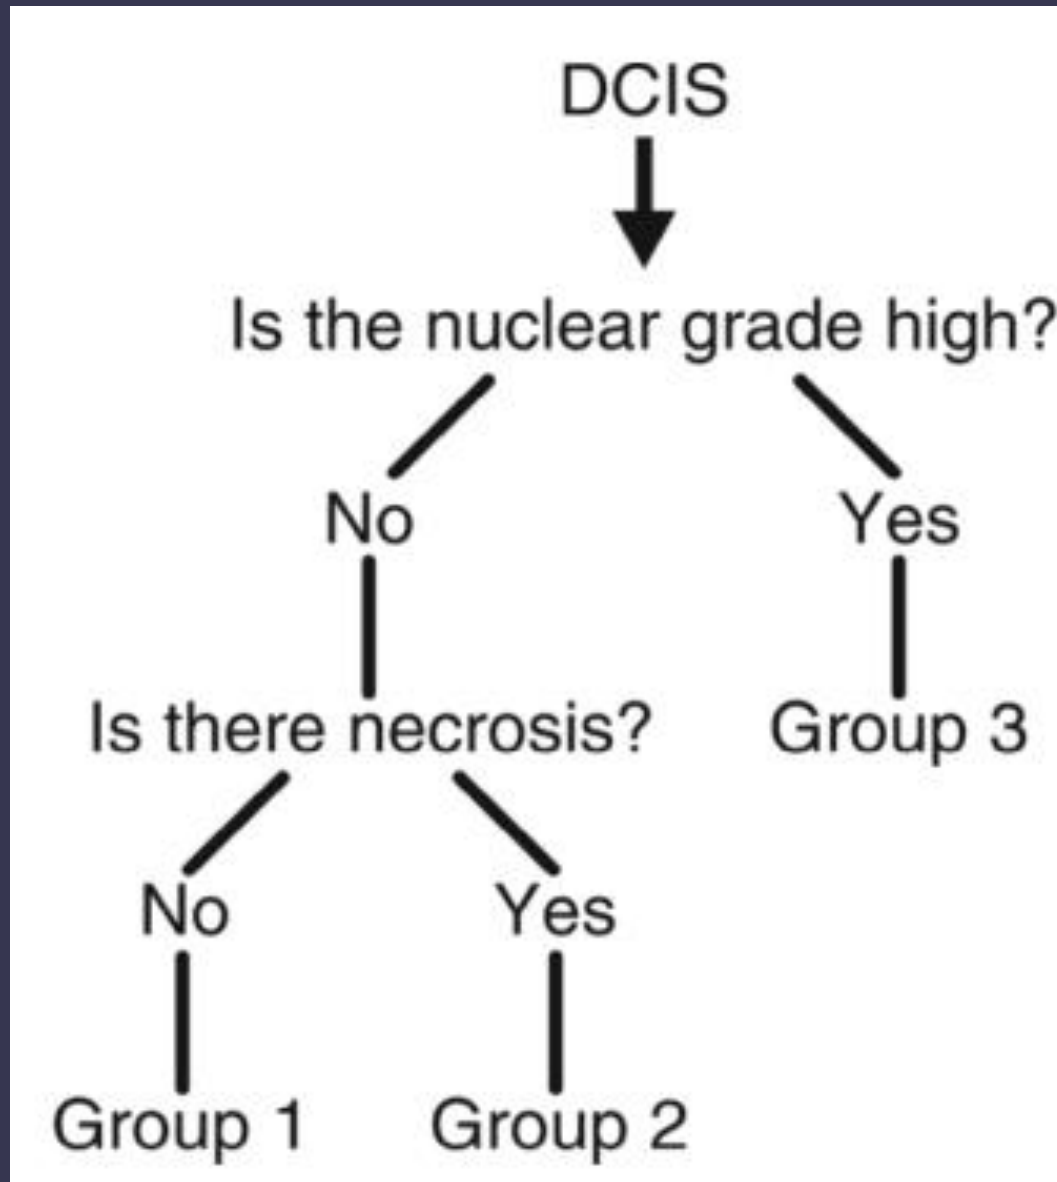 DCIS
Is the nuclear grade high?
No Yes
Is there necrosis? Group 3
No Yes
Group 1 Group 2